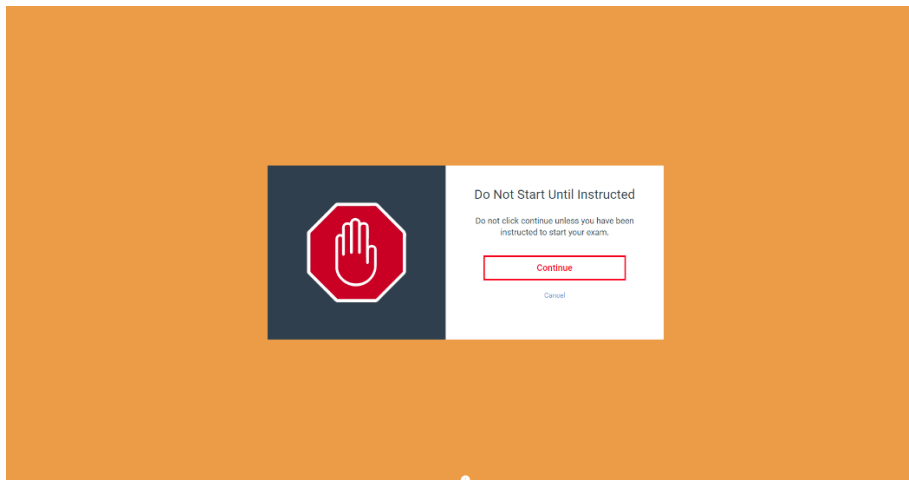 Do Not Start Until Instructed
Do not click continue unless you have been
instructed to start your exam.
Continue
Cancel